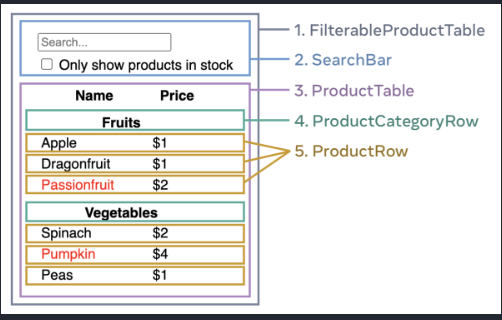 Search...
Only show products in stock
Name Price
Fruits
Apple $1
Dragonfruit $1
Passionfruit $2
Vegetables
Spinach $2
Pumpkin $4
Peas $1
1. FilterableProductTable
2. SearchBar
3. ProductTable
4. ProductCategoryRow
5. ProductRow